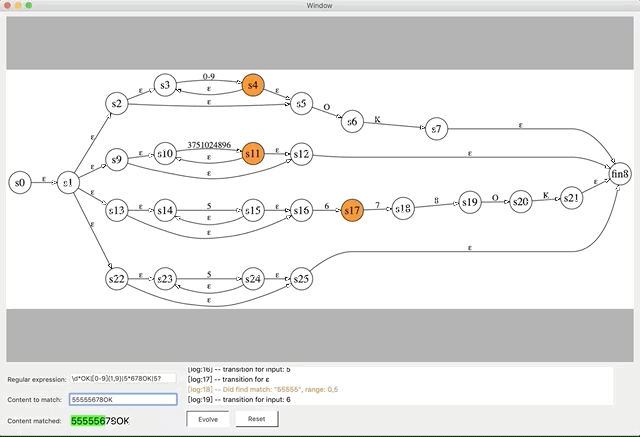 Window
0-9
s3 s4
ε ε ε
s2 ε s5 O
s6 K s7 ε
ε
3751024896
s9 ε s10 ε s11 ε s12 ε
ε
s0 ε s1 ε fin8
s13 ε s14 5 s15 ε s16 6 s17 7 s18 8 s19 O s20 K s21 ε
ε
ε
ε
s22 ε s23 5 s24 ε s25 ε
ε
ε
[log:16] -- transition for input: 5
Regular expression: \d*OK|[0-9]{1,9}|5*678OK|5?
[log:17] -- transition for ε
[log:18] -- Did find match: "55555", range: 0,5
Content to match: 55555678OK
[log:19] -- transition for input: 6
Content matched: 55555678OK
Evolve Reset